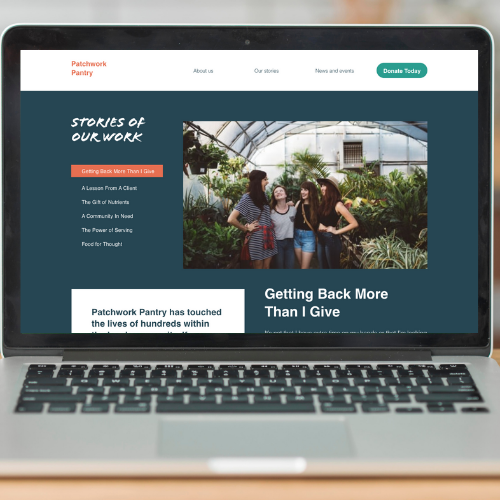 Patchwork
Pantry
About us
Our stories
News and events
Donate Today
STORIES OF
OUR WORK
Getting Back More Than I Give
A Lesson From A Client
The Gift of Nutrients
A Community In Need
The Power of Serving
Food for Thought
Getting Back More
Than I Give
Patchwork Pantry has touched
the lives of hundreds within